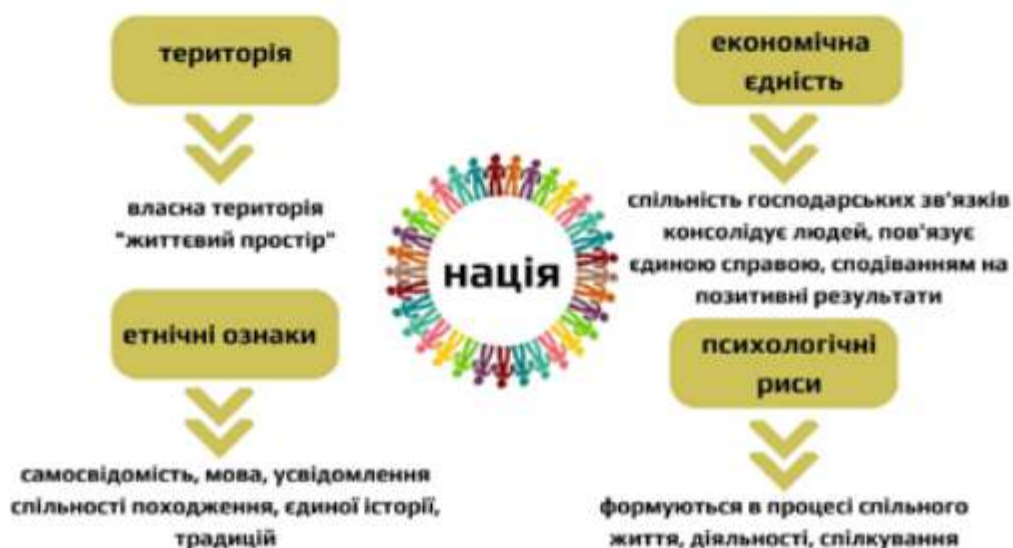 територія
власна територія
"життєвий простір"
етнічні ознаки
самосвідомість, мова, усвідомлення
спільності походження, єдиної історії,
традицій
нація
економічна
єдність
спільність господарських зв'язків
консолідує людей, пов'язує
єдиною справою, сподіванням на
позитивні результати
психологічні
риси
формуються в процесі спільного
життя, діяльності, спілкування